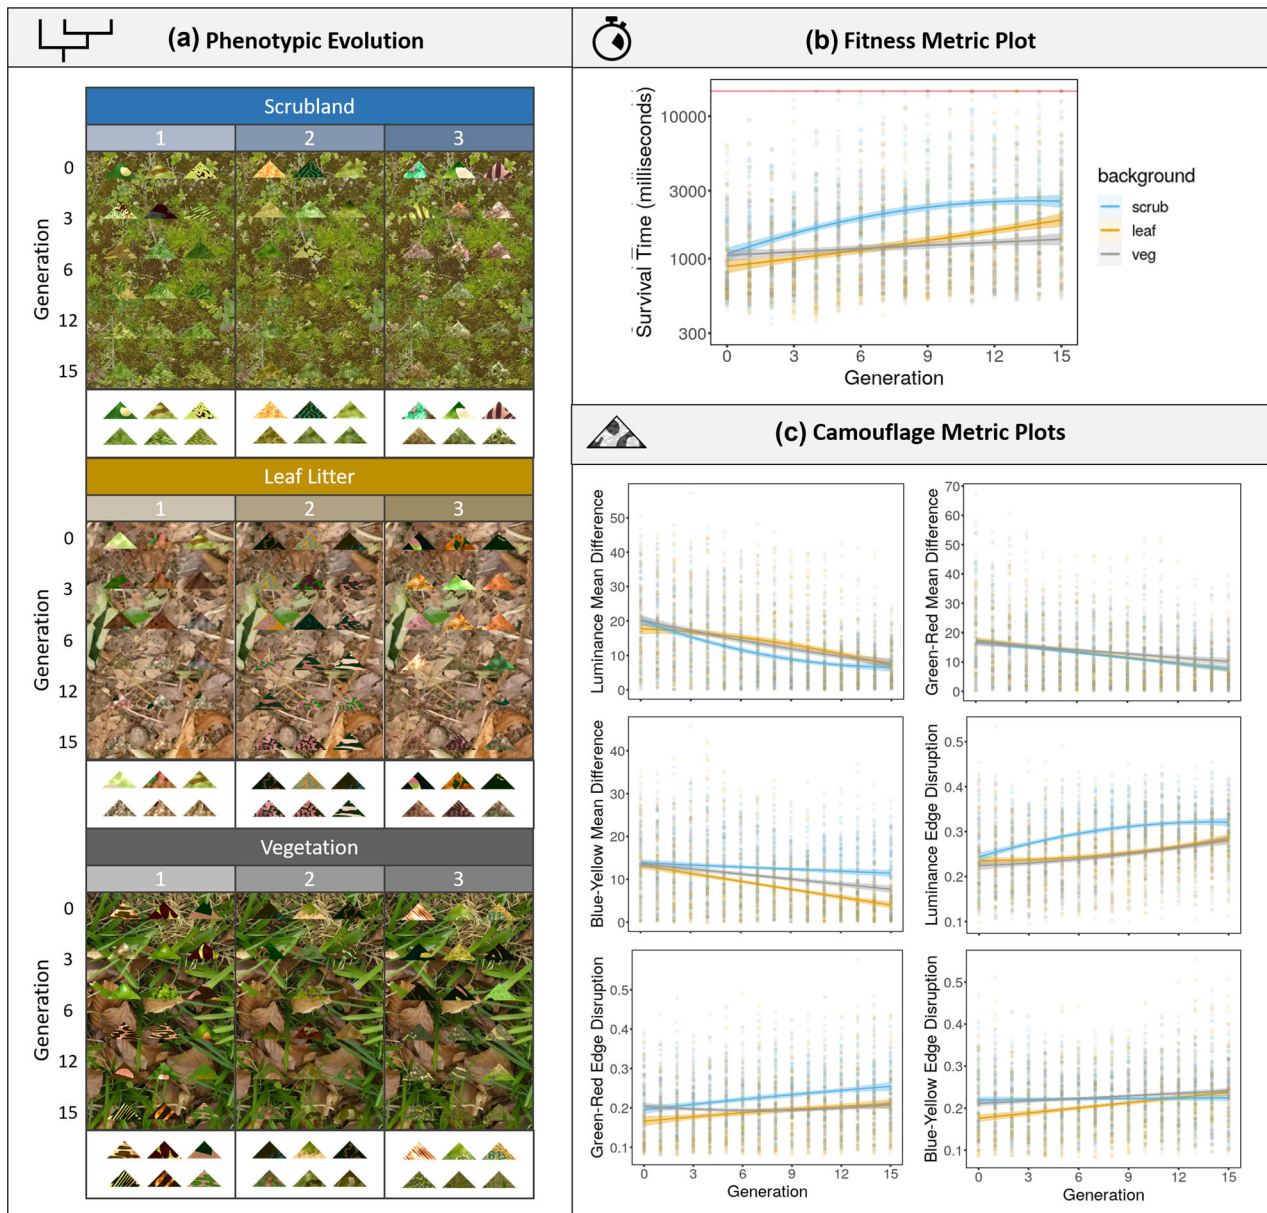 (a) Phenotypic Evolution
Scrubland
1 2 3
0
3
6
12
15
Generation
Leaf Litter
1 2 3
0
3
6
12
15
Generation
Vegetation
1 2 3
0
3
6
12
15
Generation
(b) Fitness Metric Plot
Survival Time (milliseconds)
10000
3000
1000
300
0 3 6 9 12 15
Generation
background
scrub
leaf
veg
(c) Camouflage Metric Plots
Luminance Mean Difference
50
40
30
20
10
0
Green-Red Mean Difference
70
60
50
40
30
20
10
0
Blue-Yellow Mean Difference
40
30
20
10
0
Luminance Edge Disruption
0.5
0.4
0.3
0.2
0.1
Green-Red Edge Disruption
0.5
0.4
0.3
0.2
0.1
0 3 6 9 12 15
Generation
Blue-Yellow Edge Disruption
0.5
0.4
0.3
0.2
0.1
0 3 6 9 12 15
Generation